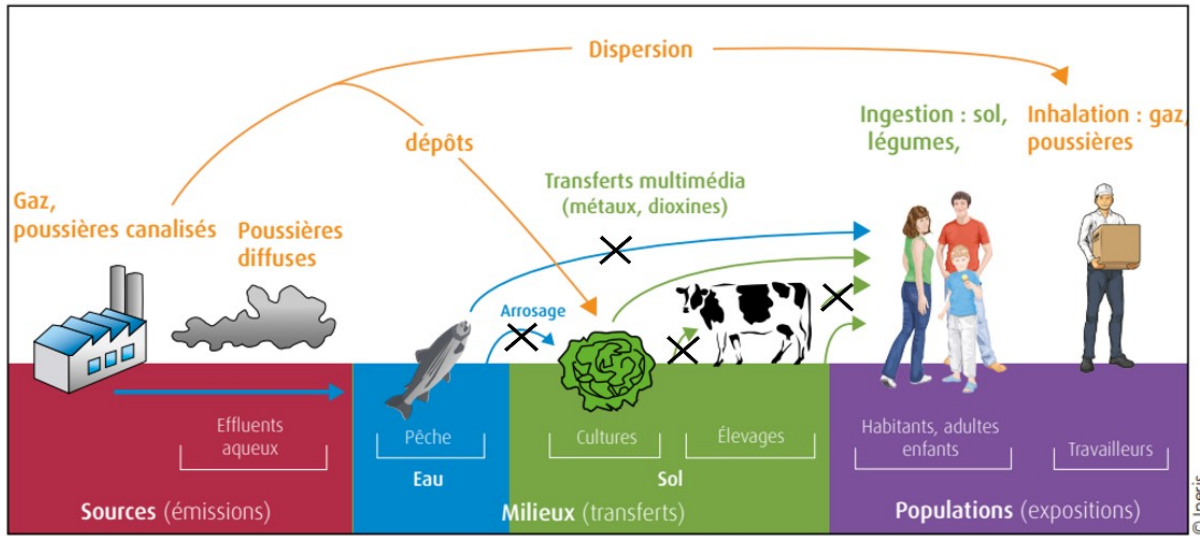 Dispersion
Ingestion : sol,
légumes,
Inhalation : gaz,
poussières
dépôts
Transferts multimédia
(métaux, dioxines)
Gaz,
poussières canalisés
Poussières
diffuses
Arrosage
Effluents
aqueux
Pêche
Cultures
Élevages
Habitants, adultes
enfants
Travailleurs
Eau
Sol
Sources (émissions)
Milieux (transferts)
Populations (expositions)
© Ineris